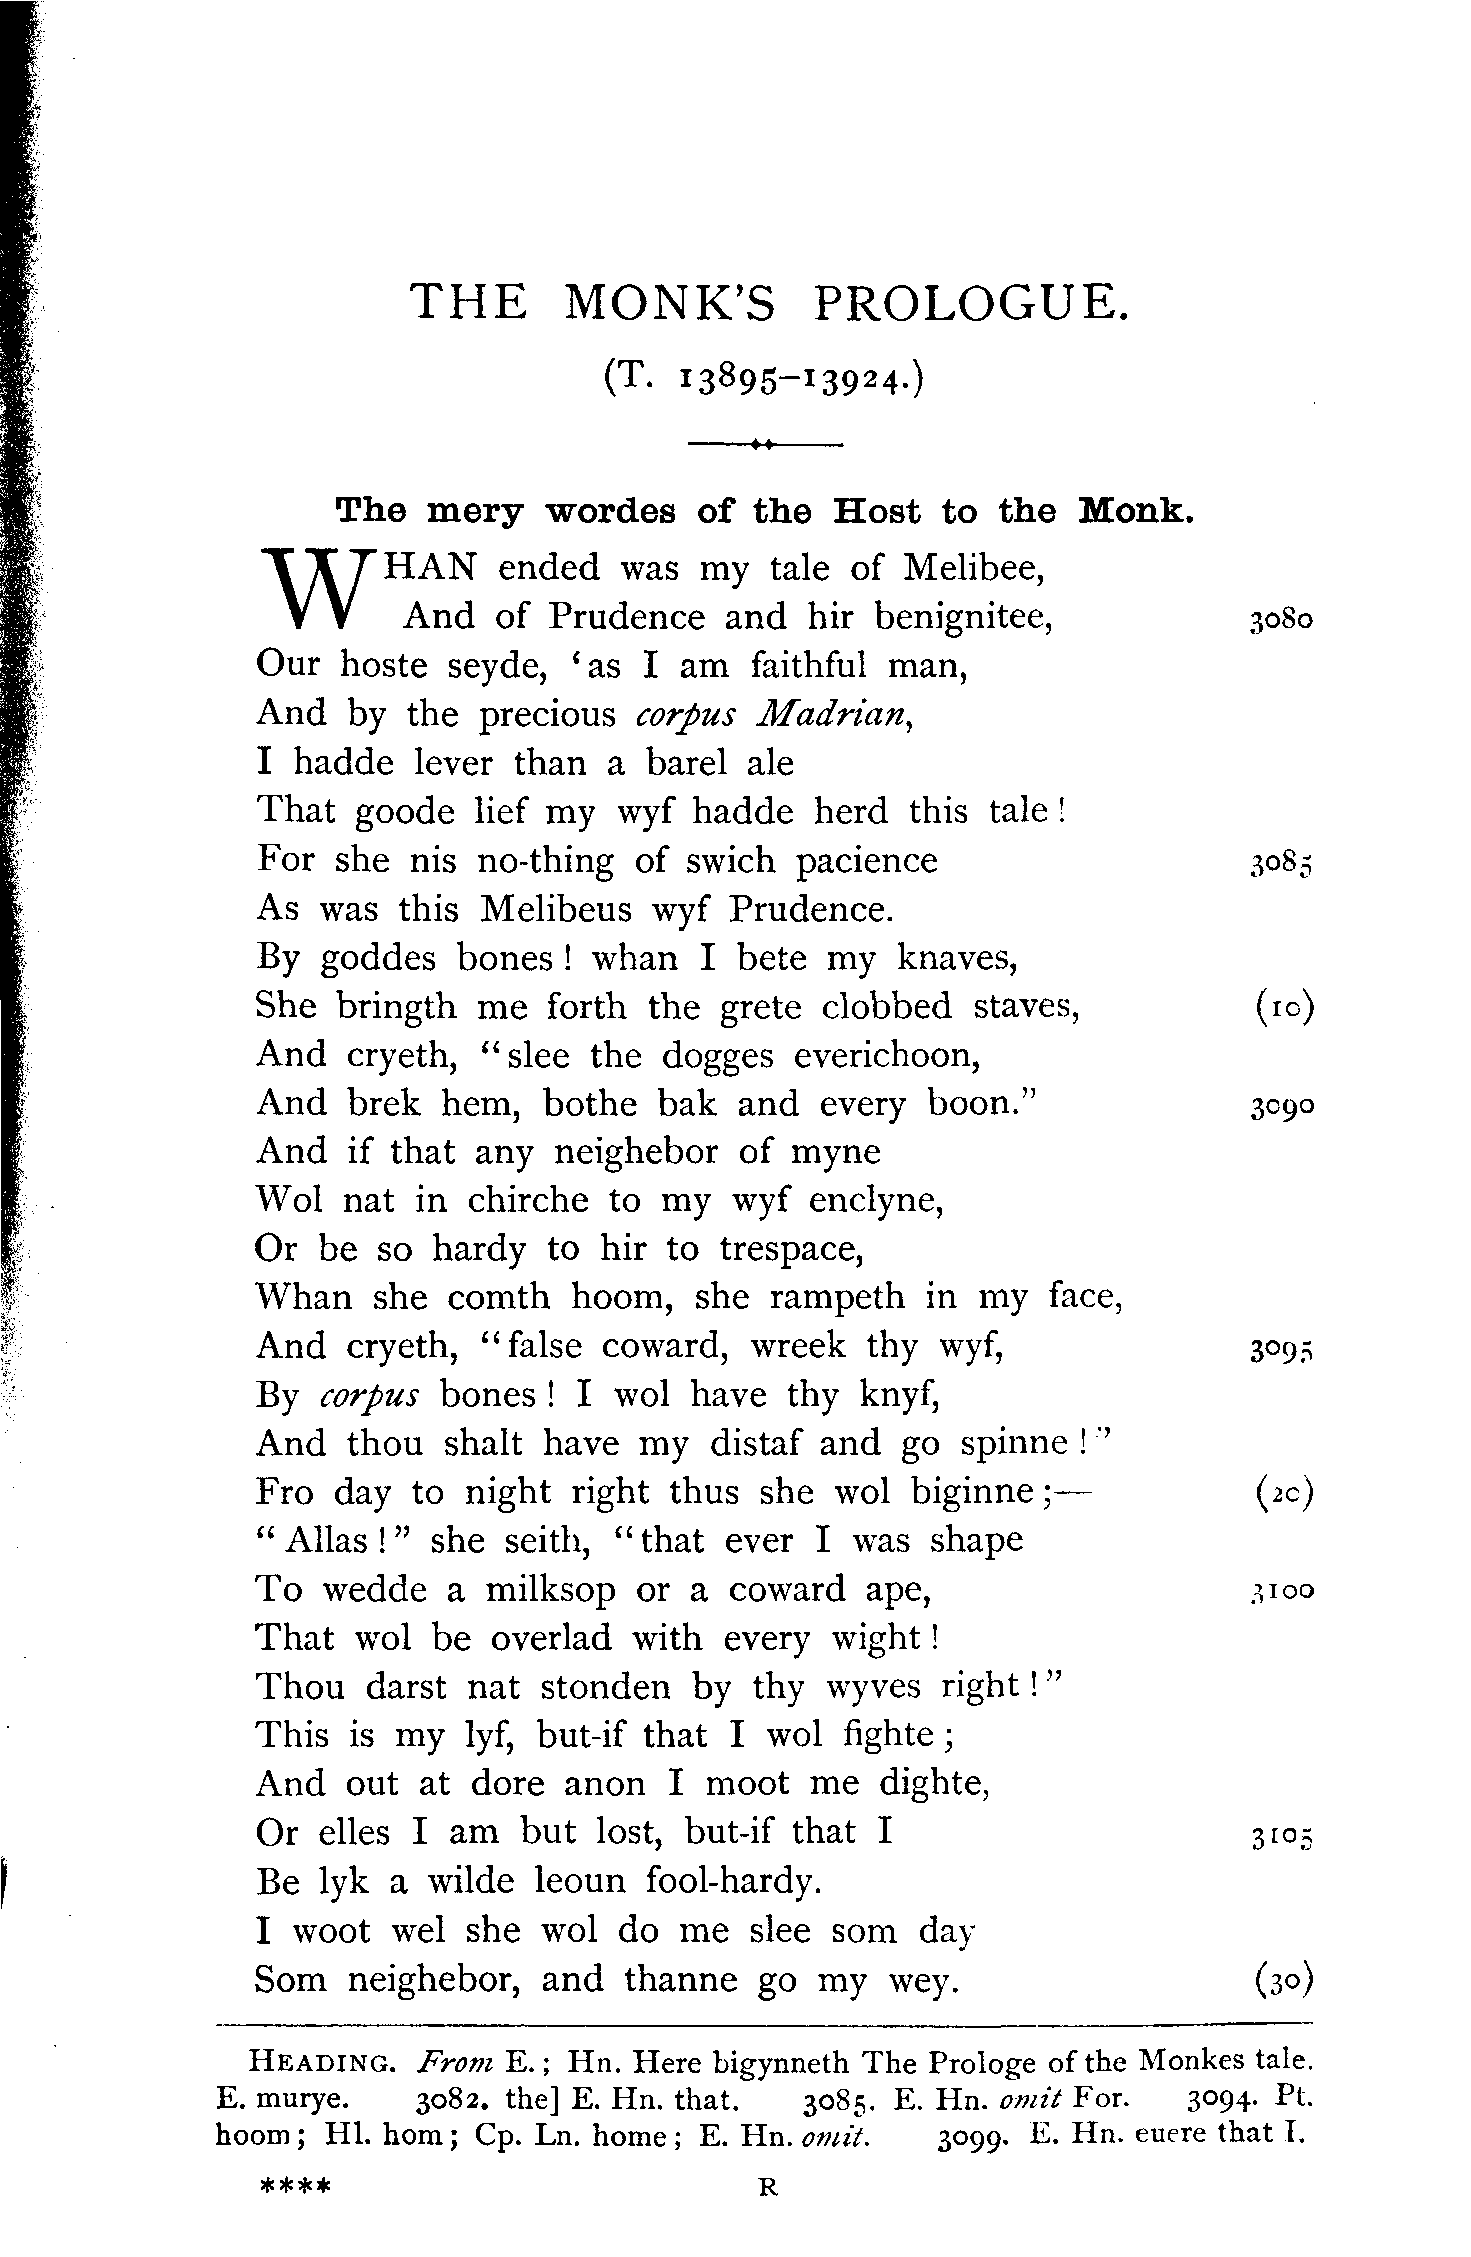 THE MONK'S PROLOGUE.
(T. 13895–13924.)
The mery wordes of the Host to the Monk.
WHAN ended was my tale of Melibee,
And of Prudence and hir benignitee, 3080
Our hoste seyde, ‘as I am faithful man,
And by the precious corpus Madrian,
I hadde lever than a barel ale
That goode lief my wyf hadde herd this tale!
For she nis no-thing of swich pacience 3085
As was this Melibeus wyf Prudence.
By goddes bones! whan I bete my knaves,
She bringth me forth the grete clobbed staves, (10)
And cryeth, “slee the dogges everichoon,
And brek hem, bothe bak and every boon.” 3090
And if that any neighebor of myne
Wol nat in chirche to my wyf enclyne,
Or be so hardy to hir to trespace,
Whan she comth hoom, she rampeth in my face,
And cryeth, “false coward, wreek thy wyf, 3095
By corpus bones! I wol have thy knyf,
And thou shalt have my distaf and go spinne!”
Fro day to night right thus she wol biginne;—
(20)
“Allas!” she seith, “that ever I was shape
To wedde a milksop or a coward ape, 3100
That wol be overlad with every wight!
Thou darst nat stonden by thy wyves right!”
This is my lyf, but-if that I wol fighte;
And out at dore anon I moot me dighte,
Or elles I am but lost, but-if that I 3105
Be lyk a wilde leoun fool-hardy.
I woot wel she wol do me slee som day
Som neighebor, and thanne go my wey. (30)
HEADING. From E.; Hn. Here bigynneth The Prologe of the Monkes tale.
E. murye. 3082. the] E. Hn. that. 3085. E. Hn. omit For. 3094. Pt.
hoom; Hl. hom; Cp. Ln. home; E. Hn. omit. 3099. E. Hn. euere that I.
**** R